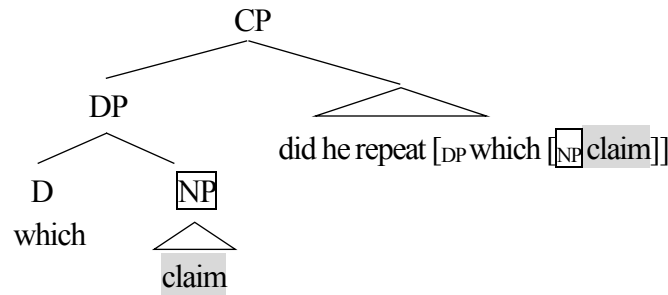 CP
DP
did he repeat [DP which [NP claim]]
D NP
which
claim